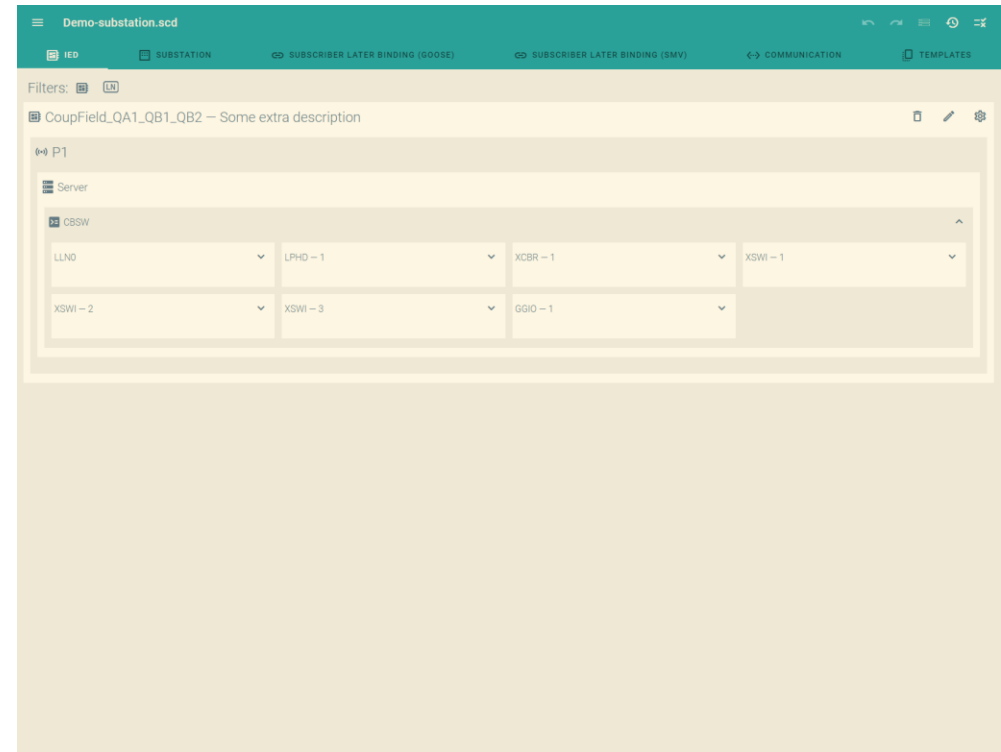 Demo-substation.scd
IED SUBSTATION SUBSCRIBER LATER BINDING (GOOSE) SUBSCRIBER LATER BINDING (SMV) COMMUNICATION TEMPLATES
Filters: LN
CoupField_QA1_QB1_QB2 — Some extra description
P1
Server
CBSW
LLN0 LPHD — 1 XCBR — 1 XSWI — 1
XSWI — 2 XSWI — 3 GGIO — 1